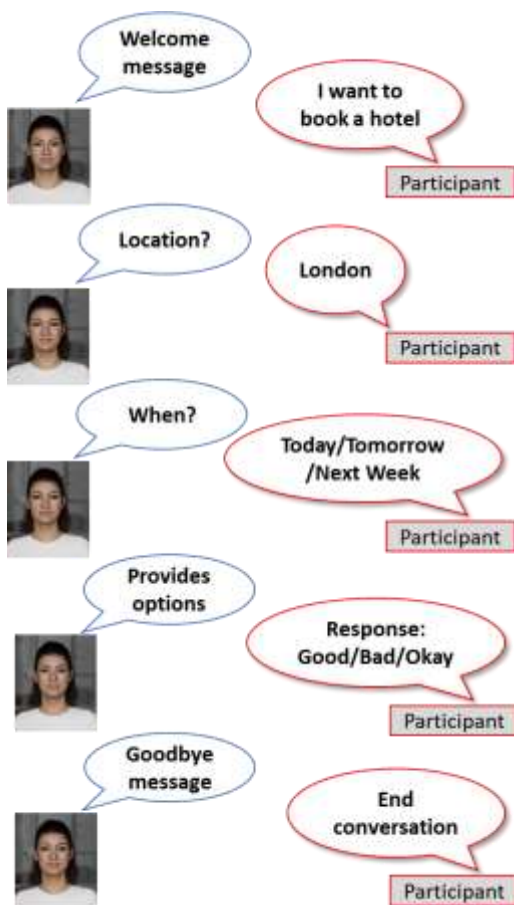 Welcome
message
I want to
book a hotel
Participant
Location?
London
Participant
When?
Today/Tomorrow
/Next Week
Participant
Provides
options
Response:
Good/Bad/Okay
Participant
Goodbye
message
End
conversation
Participant